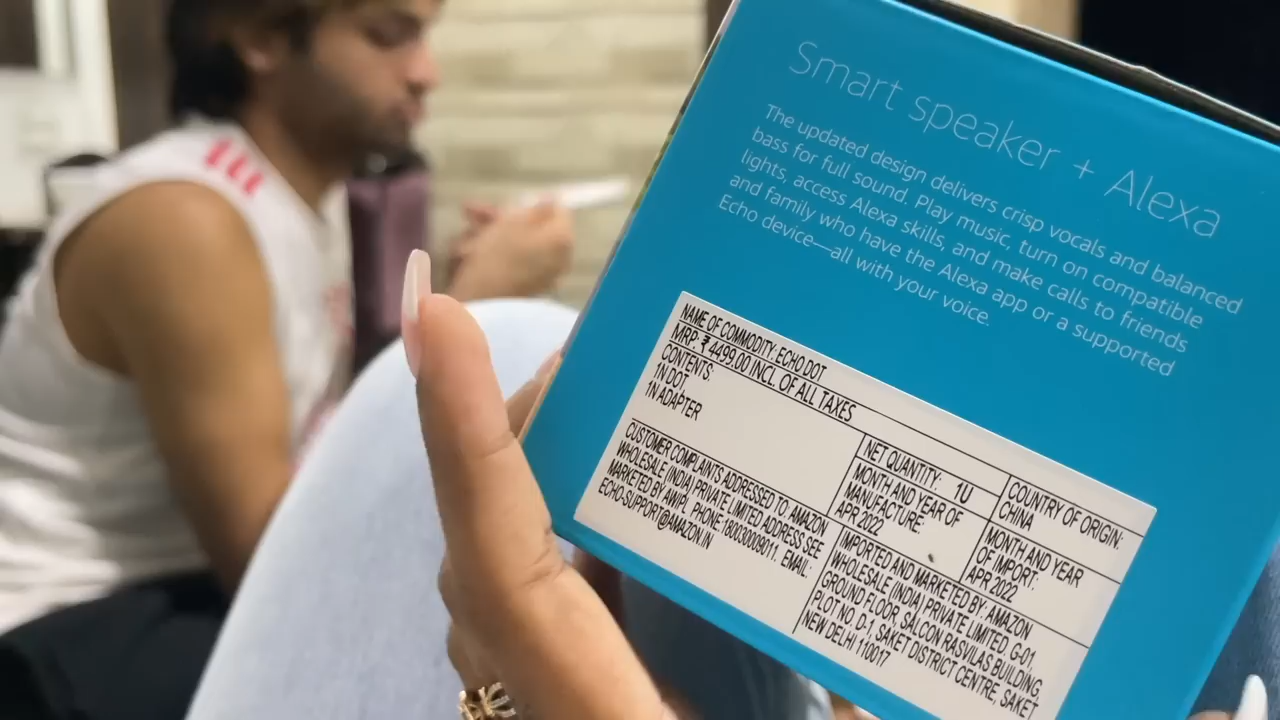 Smart speaker + Alexa
The updated design delivers crisp vocals and balanced
bass for full sound. Play music, turn on compatible
lights, access Alexa skills, and make calls to friends
and family who have the Alexa app or a supported
Echo device—all with your voice.
NAME OF COMMODITY: ECHO DOT
MRP: ₹ 4499.00 INCL. OF ALL TAXES
CONTENTS:
1N DOT,
1N ADAPTER
NET QUANTITY: 1U
COUNTRY OF ORIGIN:
CHINA
MONTH AND YEAR OF
MANUFACTURE:
APR 2022
MONTH AND YEAR
OF IMPORT:
APR 2022
CUSTOMER COMPLAINTS ADDRESSED TO: AMAZON
WHOLESALE (INDIA) PRIVATE LIMITED ADDRESS SEE
MARKETED BY AWIPL. PHONE: 180030009011. EMAIL:
ECHO-SUPPORT@AMAZON.IN
IMPORTED AND MARKETED BY: AMAZON
WHOLESALE (INDIA) PRIVATE LIMITED, G-01,
GROUND FLOOR, SALCON RASVILAS BUILDING,
PLOT NO. D-1, SAKET DISTRICT CENTRE, SAKET
NEW DELHI 110017